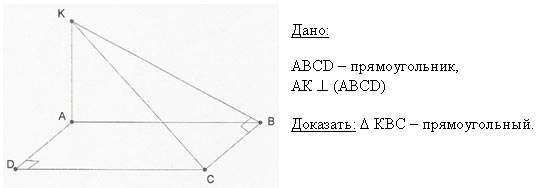 K
Дано:
ABCD – прямоугольник,
AK ⊥ (ABCD)
A
B
Доказать: Δ KBC – прямоугольный.
D
C